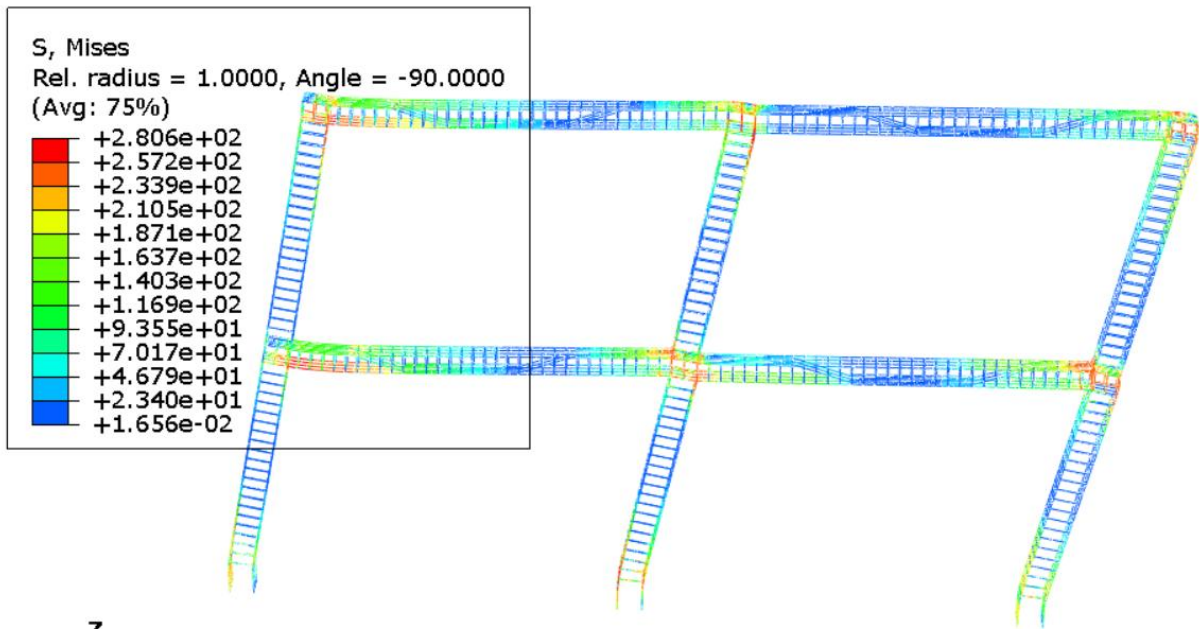 S, Mises
Rel. radius = 1.0000, Angle = -90.0000
(Avg: 75%)
+2.806e+02
+2.572e+02
+2.339e+02
+2.105e+02
+1.871e+02
+1.637e+02
+1.403e+02
+1.169e+02
+9.355e+01
+7.017e+01
+4.679e+01
+2.340e+01
+1.656e-02